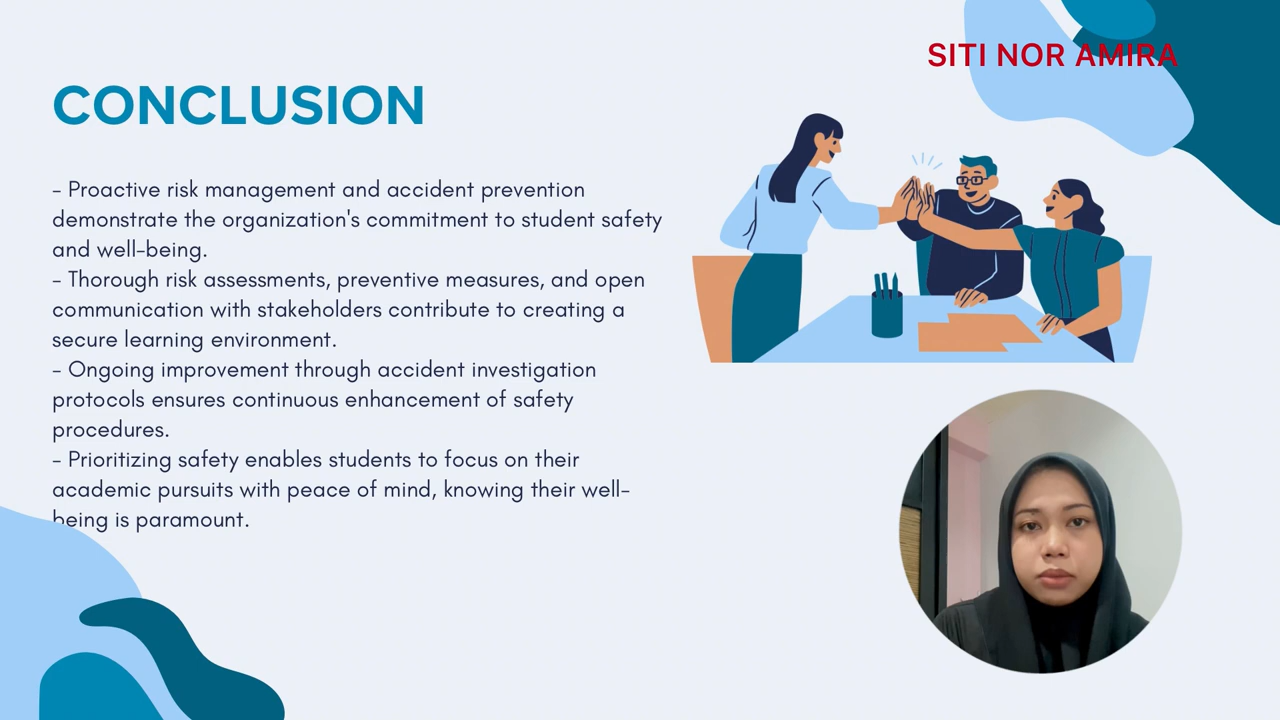 SITI NOR AMIRA
CONCLUSION
- Proactive risk management and accident prevention
demonstrate the organization's commitment to student safety
and well-being.
- Thorough risk assessments, preventive measures, and open
communication with stakeholders contribute to creating a
secure learning environment.
- Ongoing improvement through accident investigation
protocols ensures continuous enhancement of safety
procedures.
- Prioritizing safety enables students to focus on their
academic pursuits with peace of mind, knowing their well-
being is paramount.